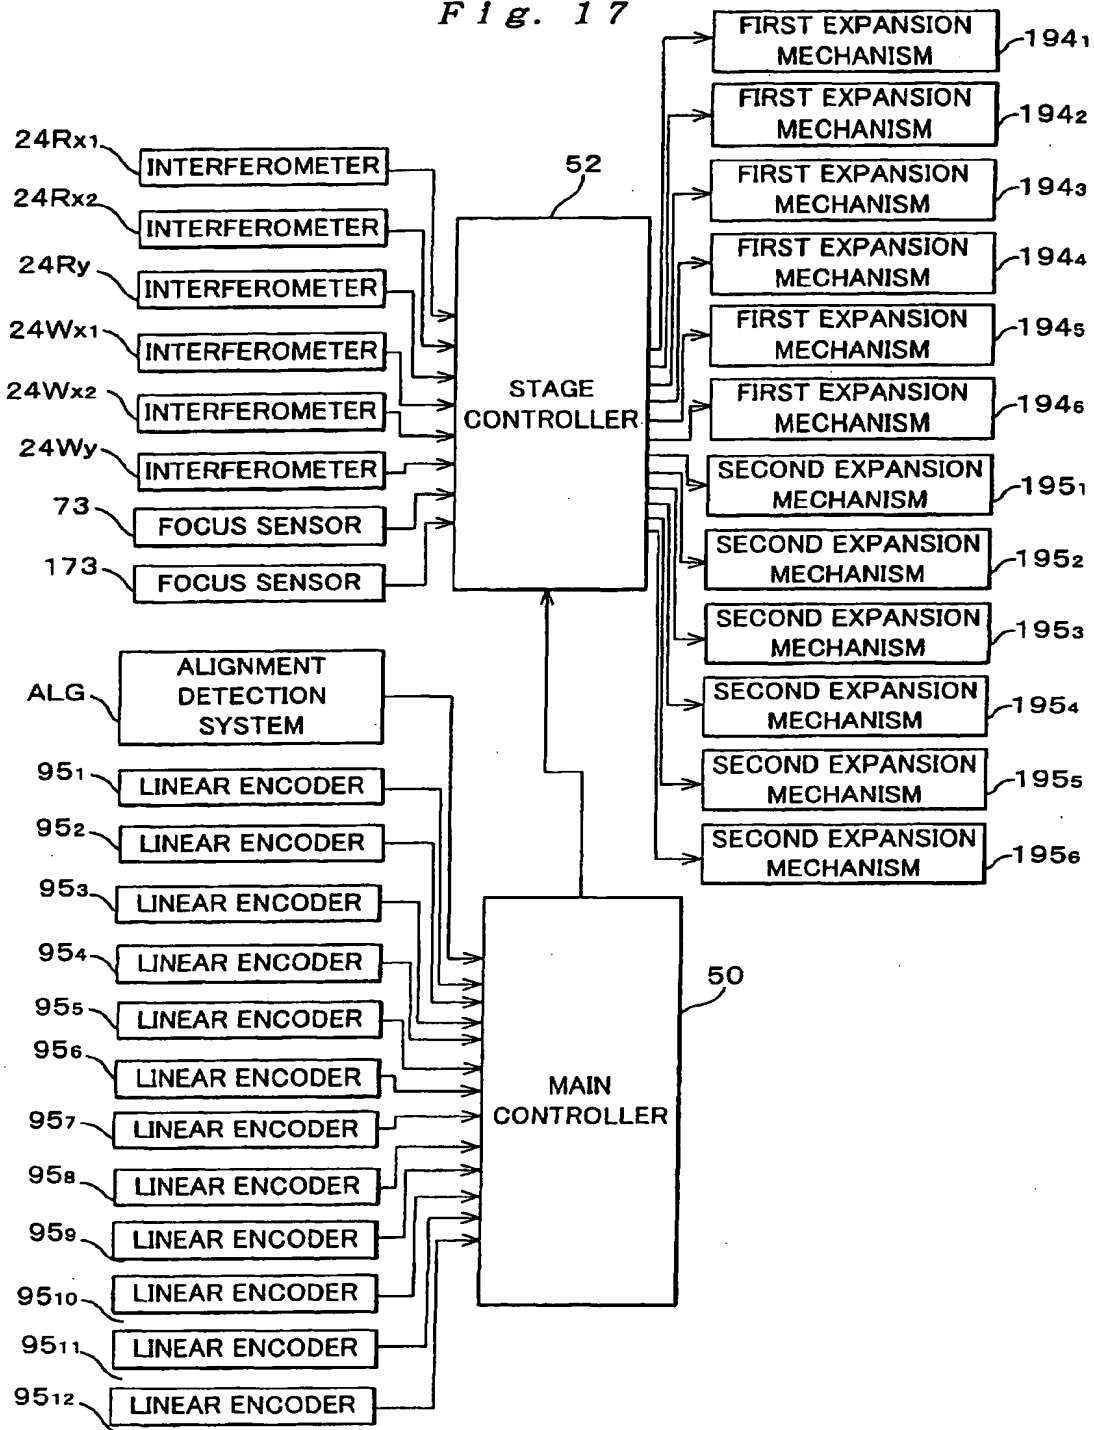 Fig. 17
FIRST EXPANSION
MECHANISM
194₁
FIRST EXPANSION
MECHANISM
194₂
FIRST EXPANSION
MECHANISM
194₃
FIRST EXPANSION
MECHANISM
194₄
FIRST EXPANSION
MECHANISM
194₅
FIRST EXPANSION
MECHANISM
194₆
SECOND EXPANSION
MECHANISM
195₁
SECOND EXPANSION
MECHANISM
195₂
SECOND EXPANSION
MECHANISM
195₃
SECOND EXPANSION
MECHANISM
195₄
SECOND EXPANSION
MECHANISM
195₅
SECOND EXPANSION
MECHANISM
195₆
24Rx1
INTERFEROMETER
24Rx2
INTERFEROMETER
24Ry
INTERFEROMETER
24Wx1
INTERFEROMETER
24Wx2
INTERFEROMETER
24Wy
INTERFEROMETER
73
FOCUS SENSOR
173
FOCUS SENSOR
52
STAGE
CONTROLLER
ALG
ALIGNMENT
DETECTION
SYSTEM
95₁
LINEAR ENCODER
95₂
LINEAR ENCODER
95₃
LINEAR ENCODER
95₄
LINEAR ENCODER
95₅
LINEAR ENCODER
95₆
LINEAR ENCODER
95₇
LINEAR ENCODER
95₈
LINEAR ENCODER
95₉
LINEAR ENCODER
95₁₀
LINEAR ENCODER
95₁₁
LINEAR ENCODER
95₁₂
LINEAR ENCODER
50
MAIN
CONTROLLER